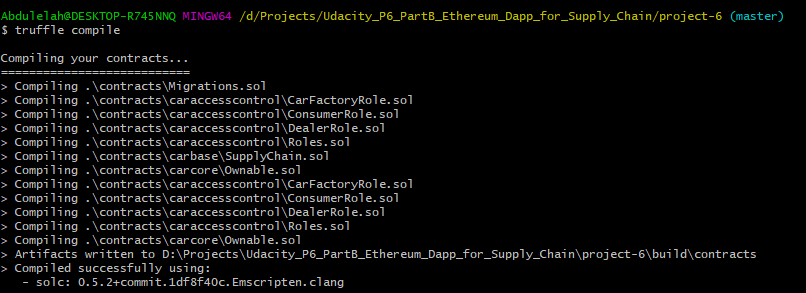 Abdulelah@DESKTOP-R745NNQ MINGW64 /d/Projects/Udacity_P6_PartB_Ethereum_Dapp_for_Supply_Chain/project-6 (master)
$ truffle compile

Compiling your contracts...
===========================
> Compiling .\contracts\Migrations.sol
> Compiling .\contracts\caraccesscontrol\CarFactoryRole.sol
> Compiling .\contracts\caraccesscontrol\ConsumerRole.sol
> Compiling .\contracts\caraccesscontrol\DealerRole.sol
> Compiling .\contracts\caraccesscontrol\Roles.sol
> Compiling .\contracts\carbase\SupplyChain.sol
> Compiling .\contracts\carcore\Ownable.sol
> Compiling .\contracts\caraccesscontrol\CarFactoryRole.sol
> Compiling .\contracts\caraccesscontrol\ConsumerRole.sol
> Compiling .\contracts\caraccesscontrol\DealerRole.sol
> Compiling .\contracts\caraccesscontrol\Roles.sol
> Compiling .\contracts\carcore\Ownable.sol
> Artifacts written to D:\Projects\Udacity_P6_PartB_Ethereum_Dapp_for_Supply_Chain\project-6\build\contracts
> Compiled successfully using:
   - solc: 0.5.2+commit.1df8f40c.Emscripten.clang